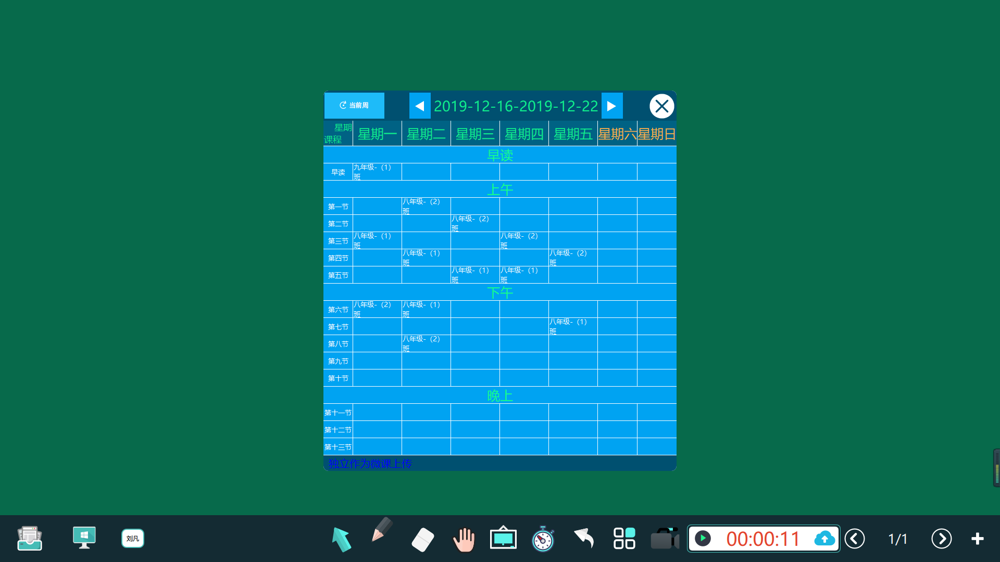 当前周
2019-12-16-2019-12-22
星期
课程
星期一 星期二 星期三 星期四 星期五 星期六 星期日
早读
早读 九年级-（1）班
上午
第一节 八年级-（2）班
第二节 八年级-（2）班
第三节 八年级-（1）班 八年级-（2）班
第四节 八年级-（1）班 八年级-（2）班
第五节 八年级-（1）班 八年级-（1）班
下午
第六节 八年级-（2）班 八年级-（1）班
第七节 八年级-（1）班
第八节 八年级-（2）班
第九节
第十节
晚上
第十一节
第十二节
第十三节
独立作为微课上传
刘凡
00:00:11
1/1